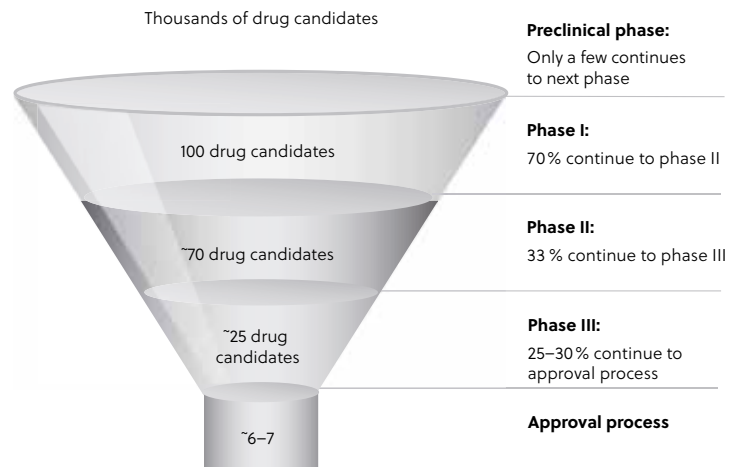 Thousands of drug candidates
Preclinical phase:
Only a few continues
to next phase
100 drug candidates
Phase I:
70% continue to phase II
˜70 drug candidates
Phase II:
33 % continue to phase III
˜25 drug
candidates
Phase III:
25–30% continue to
approval process
˜6–7
Approval process